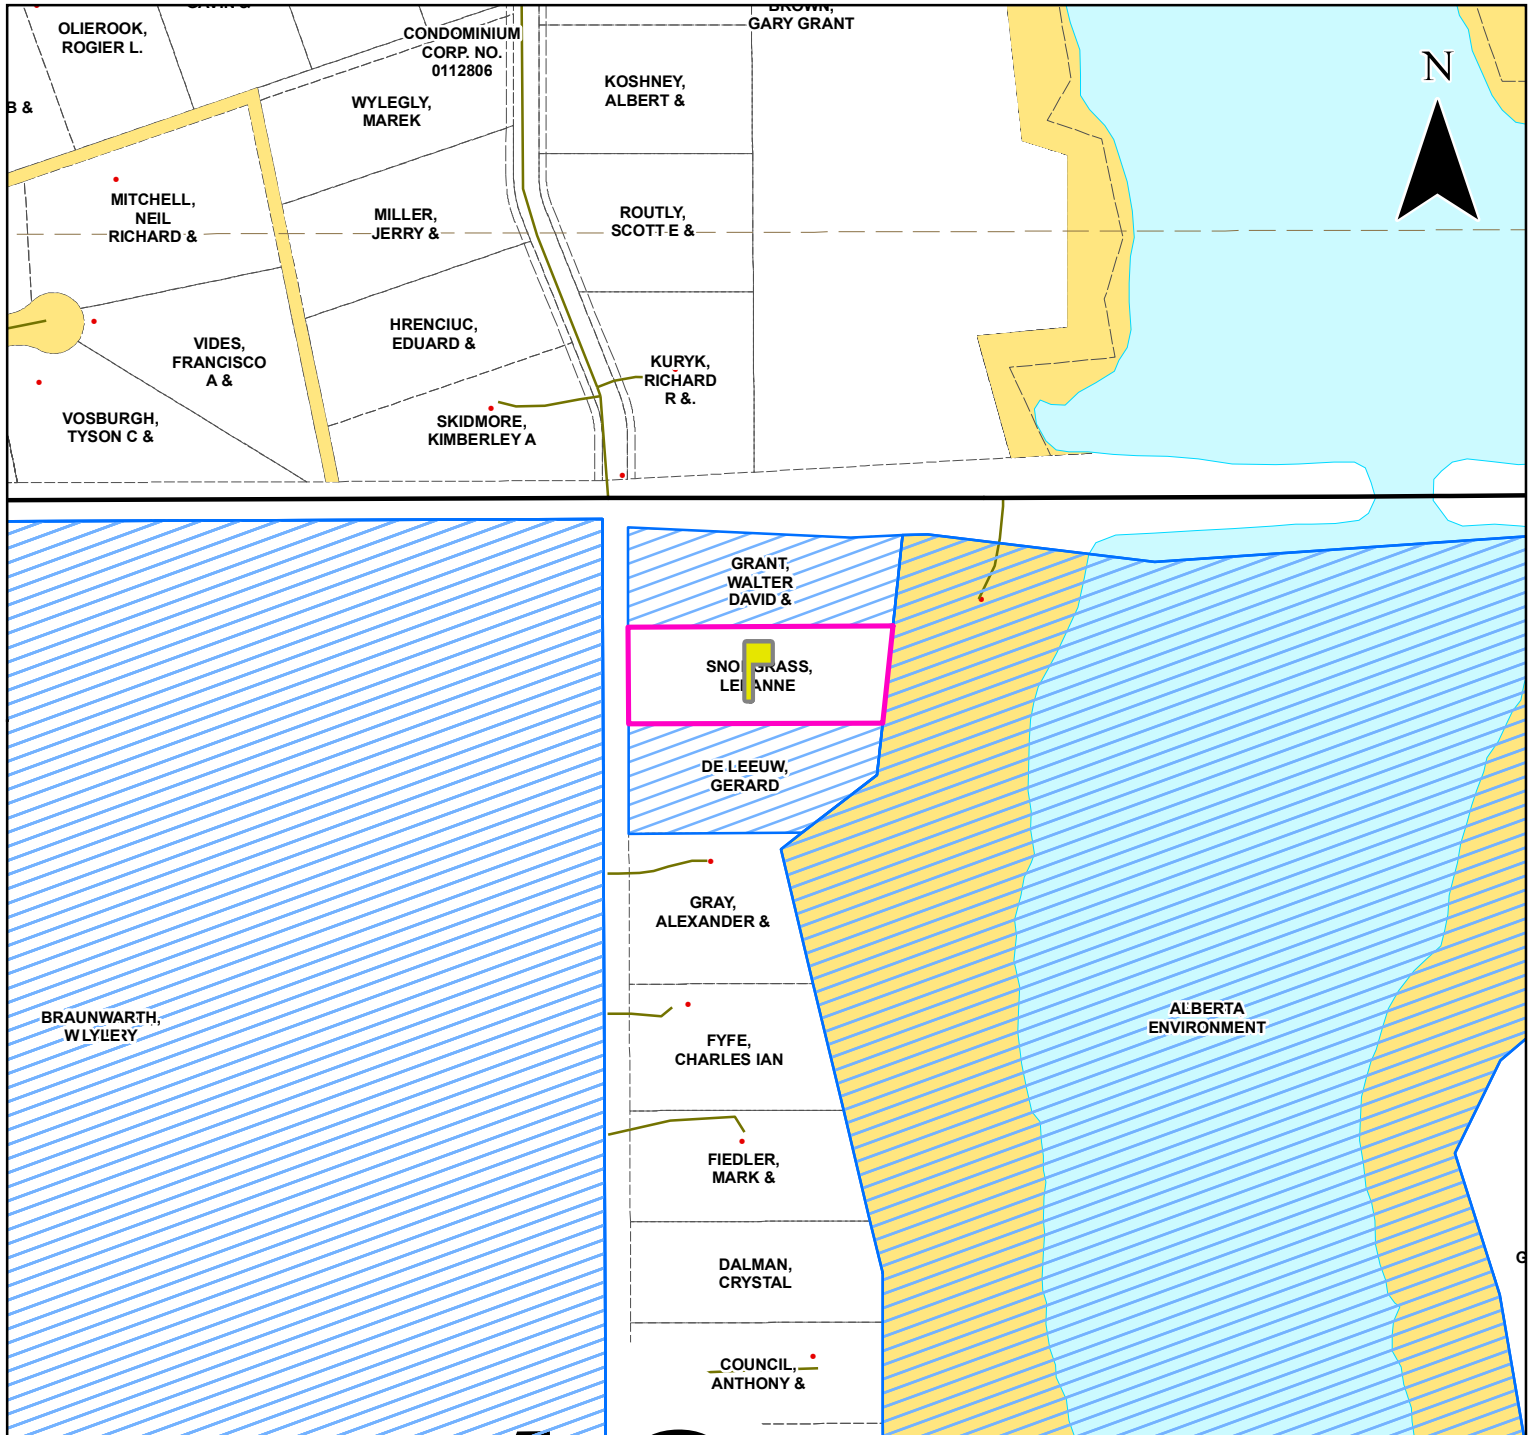 OLIEROOK,
ROGIER L.
CONDOMINIUM
CORP. NO.
0112806
BROWN,
GARY GRANT
N
KOSHNEY,
ALBERT &
B &
WYLEGLY,
MAREK
MITCHELL,
NEIL
RICHARD &
MILLER,
JERRY &
ROUTLY,
SCOTT E &
HRENCIUC,
EDUARD &
VIDES,
FRANCISCO
A &
KURYK,
RICHARD
R &.
VOSBURGH,
TYSON C &
SKIDMORE,
KIMBERLEY A
GRANT,
WALTER
DAVID &
DE LEEUW,
GERARD
GRAY,
ALEXANDER &
BRAUNWARTH,
ALBERTA
ENVIRONMENT
FYFE,
CHARLES IAN
FIEDLER,
MARK &
DALMAN,
CRYSTAL
G
COUNCIL,
ANTHONY &